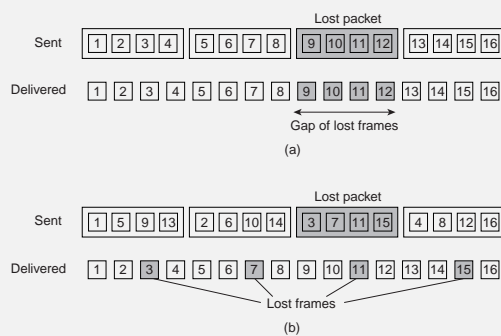 Lost packet
Sent 1 2 3 4 5 6 7 8 9 10 11 12 13 14 15 16
Delivered 1 2 3 4 5 6 7 8 9 10 11 12 13 14 15 16
Gap of lost frames
(a)
Lost packet
Sent 1 5 9 13 2 6 10 14 3 7 11 15 4 8 12 16
Delivered 1 2 3 4 5 6 7 8 9 10 11 12 13 14 15 16
Lost frames
(b)